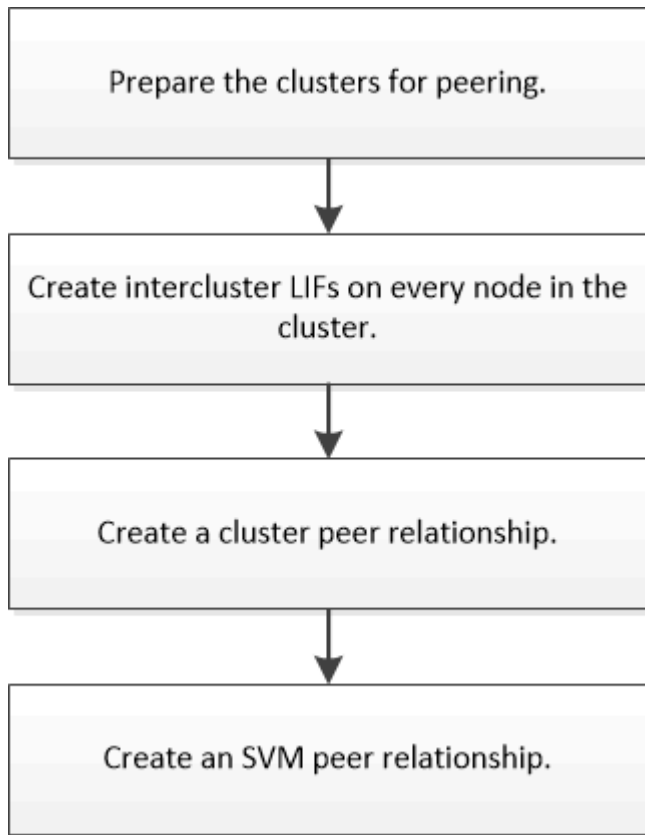 Prepare the clusters for peering.
Create intercluster LIFs on every node in the
cluster.
Create a cluster peer relationship.
Create an SVM peer relationship.